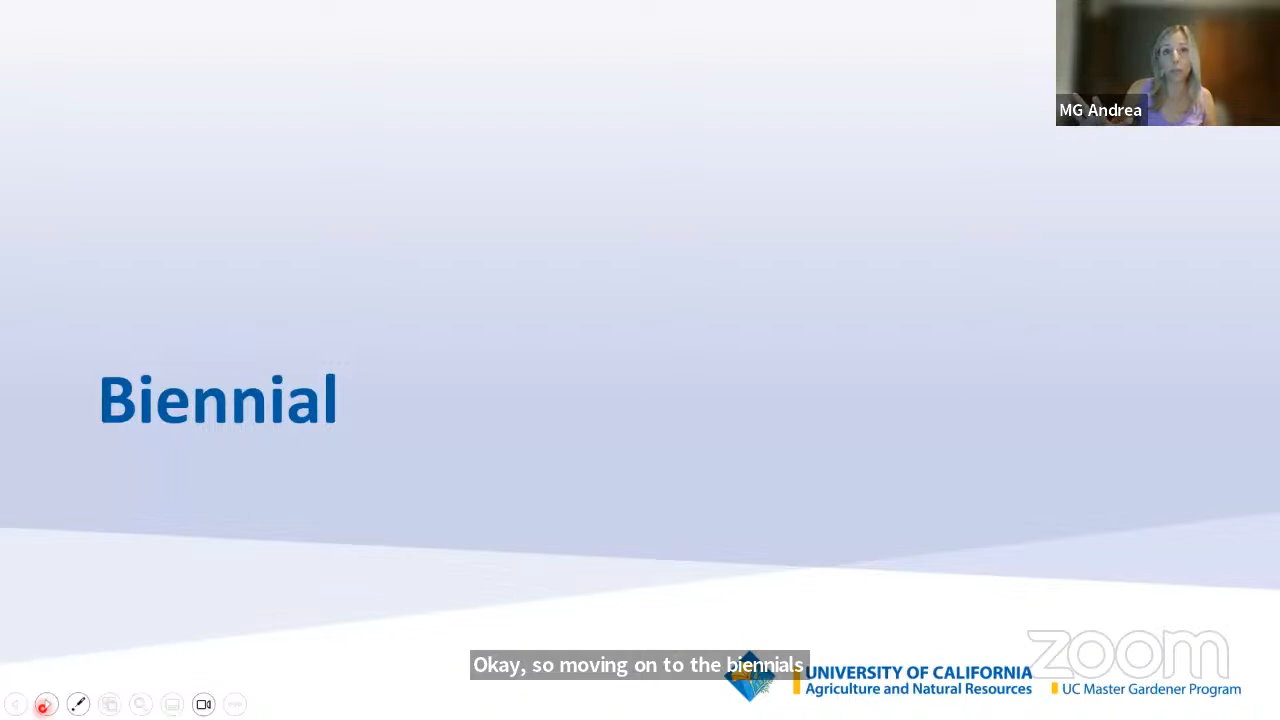 MG Andrea
Biennial
Okay, so moving on to the biennials
zoom
UNIVERSITY OF CALIFORNIA
Agriculture and Natural Resources
UC Master Gardener Program